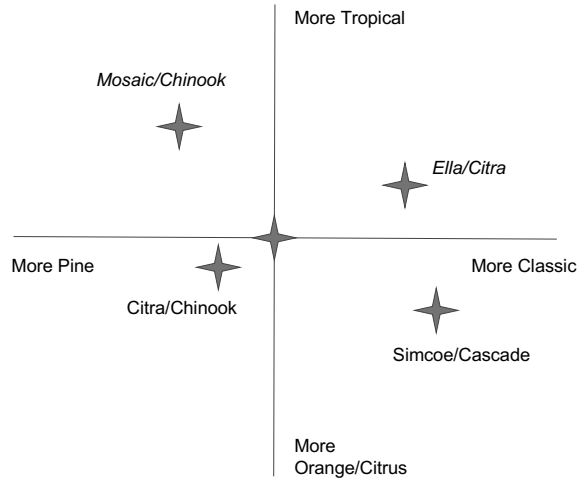 More Tropical
Mosaic/Chinook
Ella/Citra
More Pine
More Classic
Citra/Chinook
Simcoe/Cascade
More
Orange/Citrus